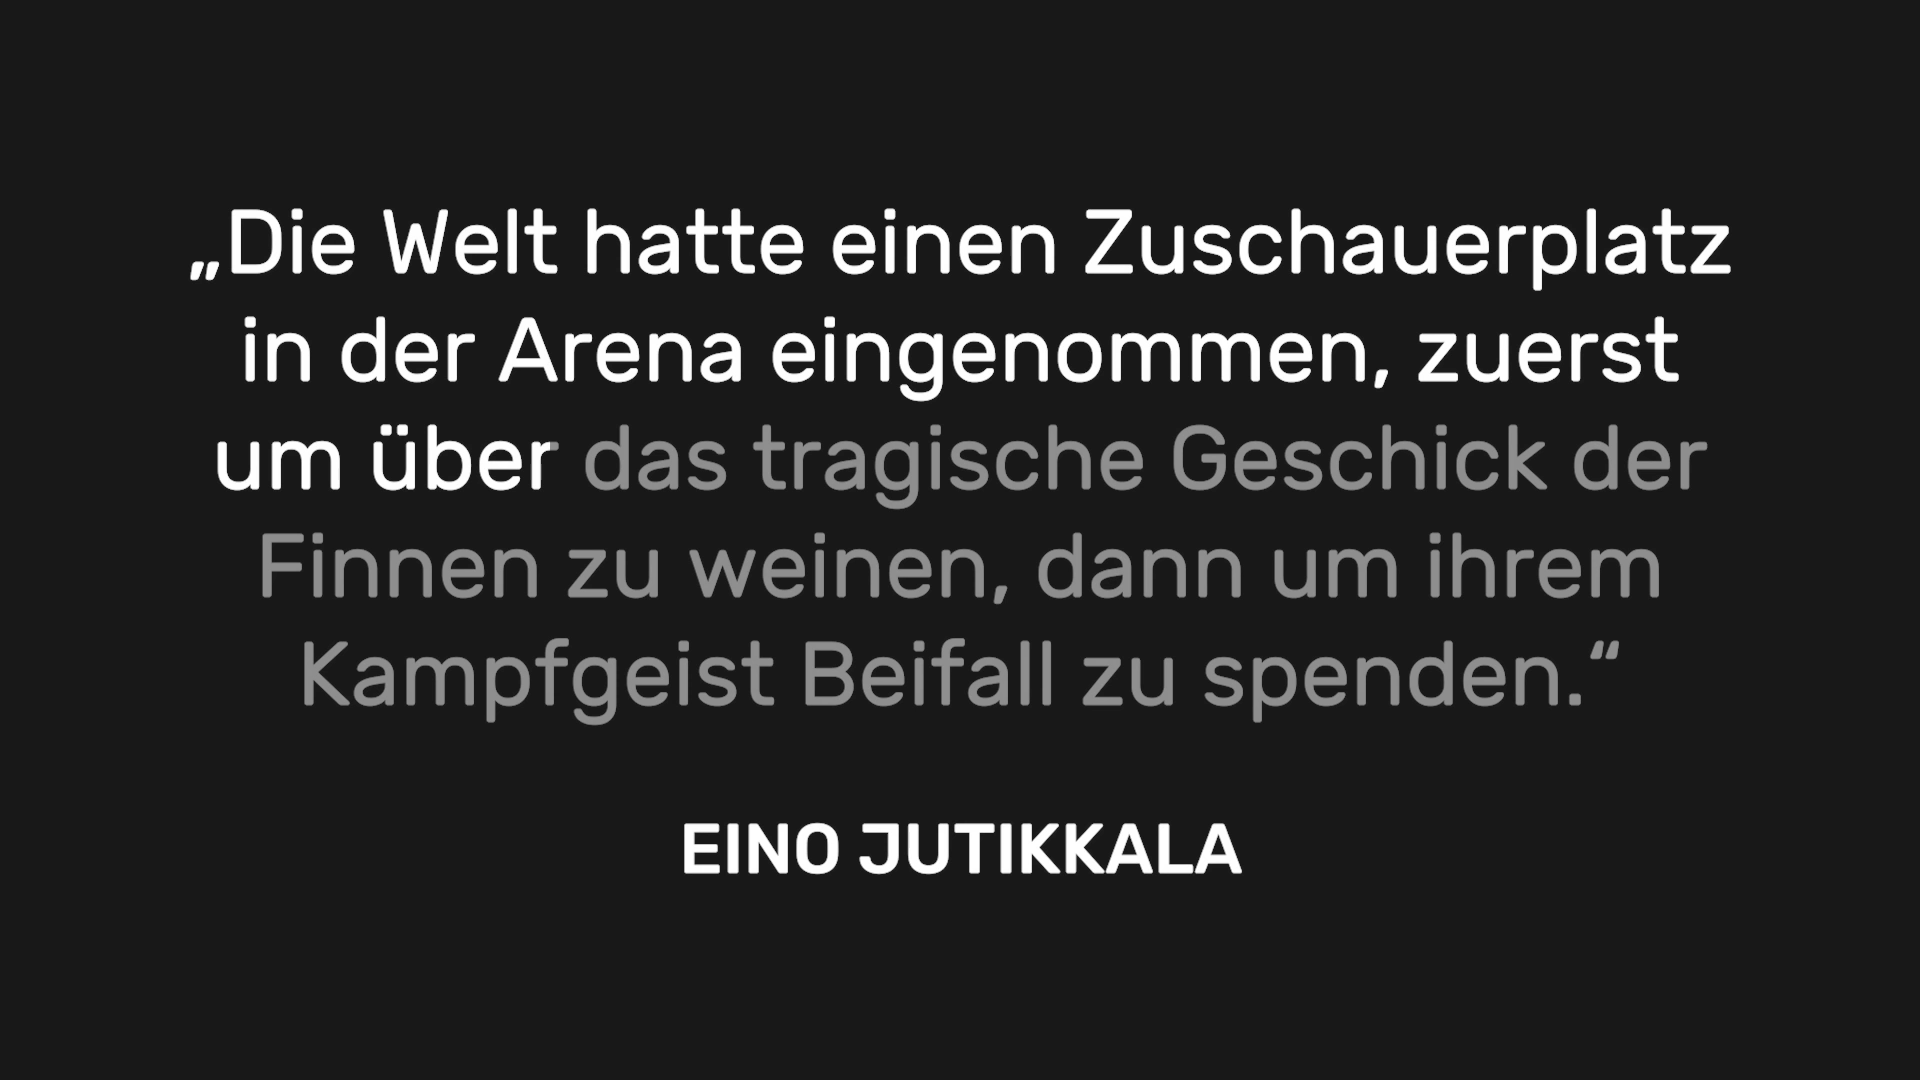 „Die Welt hatte einen Zuschauerplatz
in der Arena eingenommen, zuerst
um über das tragische Geschick der
Finnen zu weinen, dann um ihrem
Kampfgeist Beifall zu spenden.“
EINO JUTIKKALA